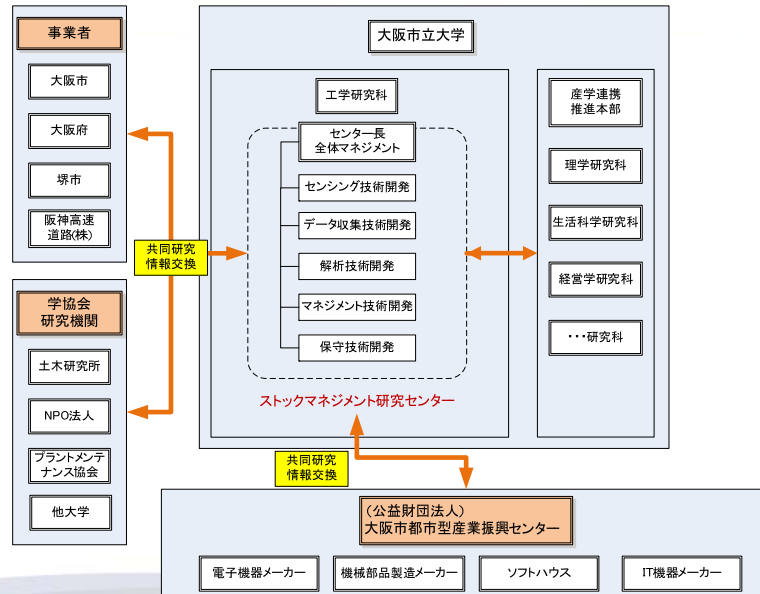 事業者
大阪市
大阪府
堺市
阪神高速
道路(株)
学協会
研究機関
土木研究所
NPO法人
プラントメンテ
ナンス協会
他大学
共同研究
情報交換
大阪市立大学
工学研究科
センター長
全体マネジメント
センシング技術開発
データ収集技術開発
解析技術開発
マネジメント技術開発
保守技術開発
ストックマネジメント研究センター
産学連携
推進本部
理学研究科
生活科学研究科
経営学研究科
・・・研究科
共同研究
情報交換
(公益財団法人)
大阪市都市型産業振興センター
電子機器メーカー
機械部品製造メーカー
ソフトハウス
IT機器メーカー